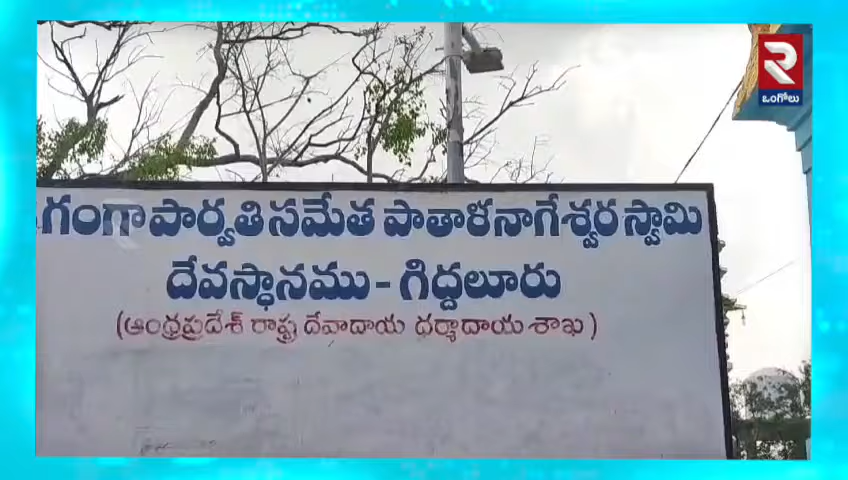 గంగాపార్వతి సమేత పాతాళనాగేశ్వర స్వామి
దేవస్థానము - గిద్దలూరు
(ఆంధ్రప్రదేశ్ రాష్ట్ర దేవాదాయ ధర్మాదాయ శాఖ)
R
ఒంగోలు